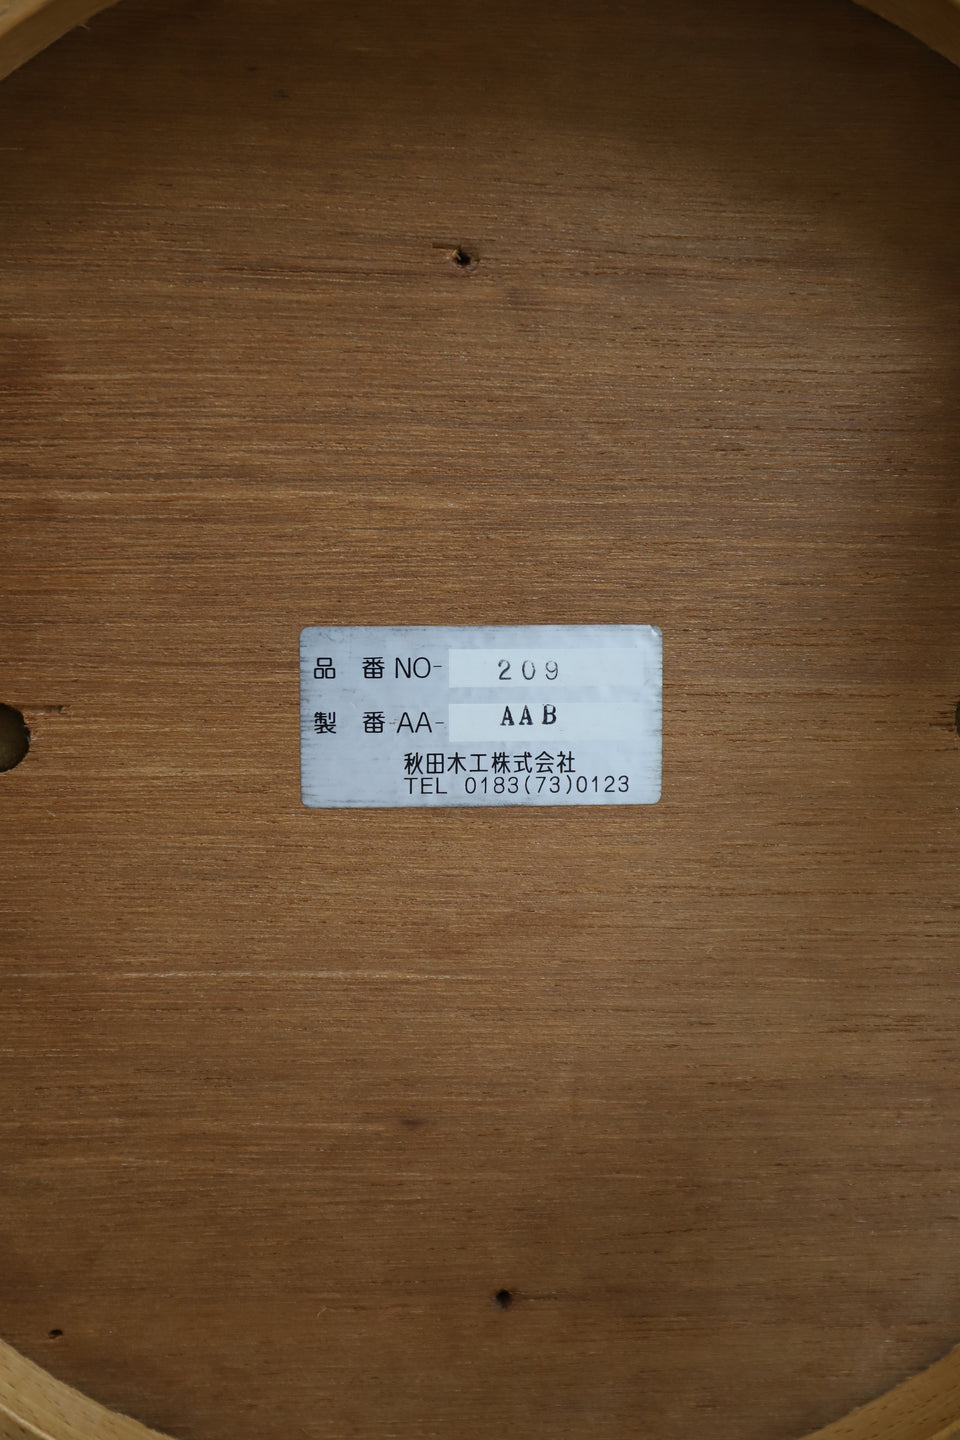 品 番 NO- 209
製 番 AA- AAB
秋田木工株式会社
TEL 0183(73)0123